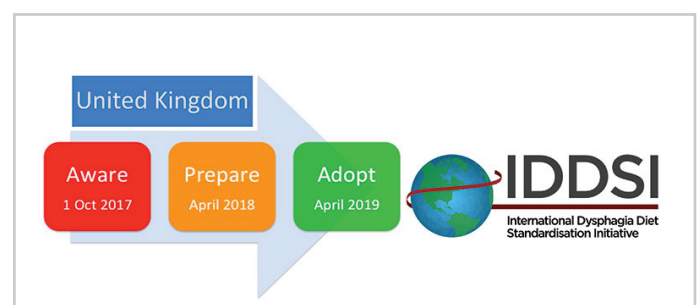 United Kingdom
Aware
1 Oct 2017
Prepare
April 2018
Adopt
April 2019
IDDSI
International Dysphagia Diet
Standardisation Initiative